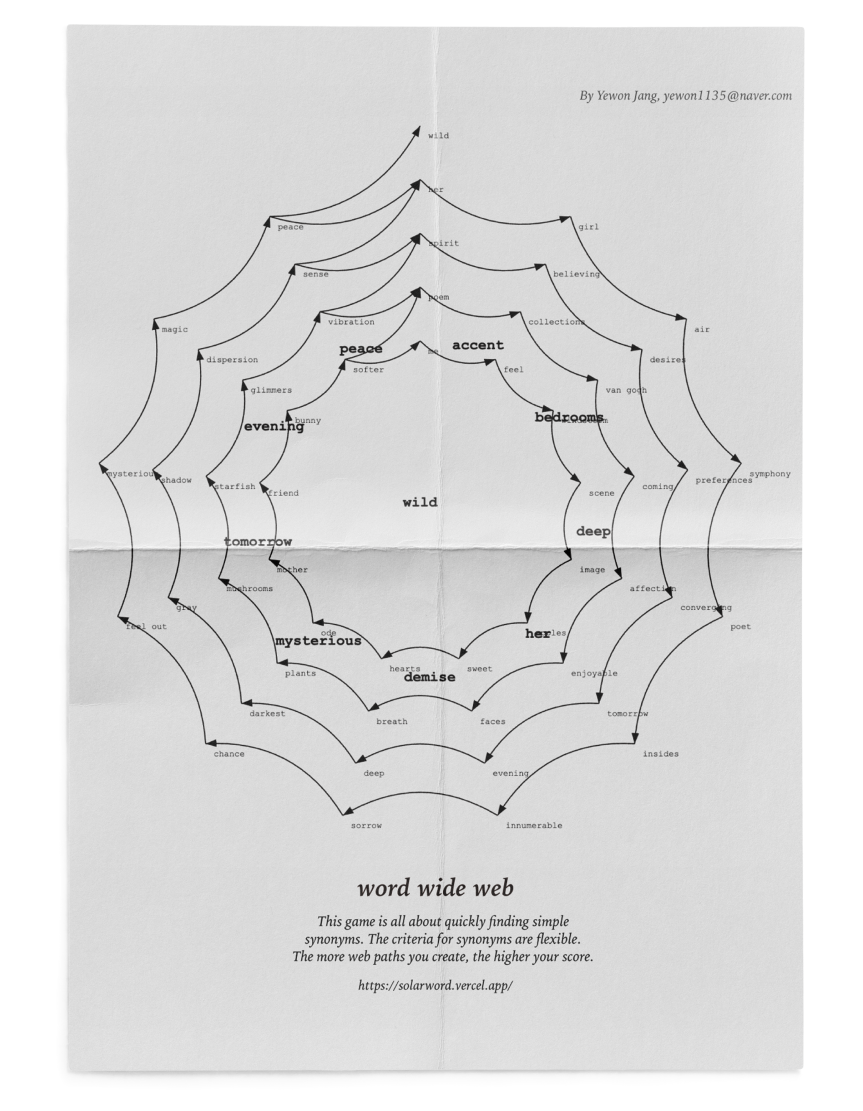 By Yewon Jang, yewon1135@naver.com
wild
her
peace
girl
spirit
sense
believing
poem
vibration
collections
magic
air
peace
accent
me
dispersion
desires
softer
feel
glimmers
van gogh
evening
bunny
bedrooms
mysterious
shadow
symphony
preferences
starfish
coming
friend
scene
wild
deep
tomorrow
mother
image
mushrooms
affection
gray
converging
feel out
poet
ode
her
mysterious
hearts
sweet
plants
demise
enjoyable
darkest
breath
faces
tomorrow
chance
insides
deep
evening
sorrow
innumerable
word wide web
This game is all about quickly finding simple
synonyms. The criteria for synonyms are flexible.
The more web paths you create, the higher your score.
https://solarword.vercel.app/